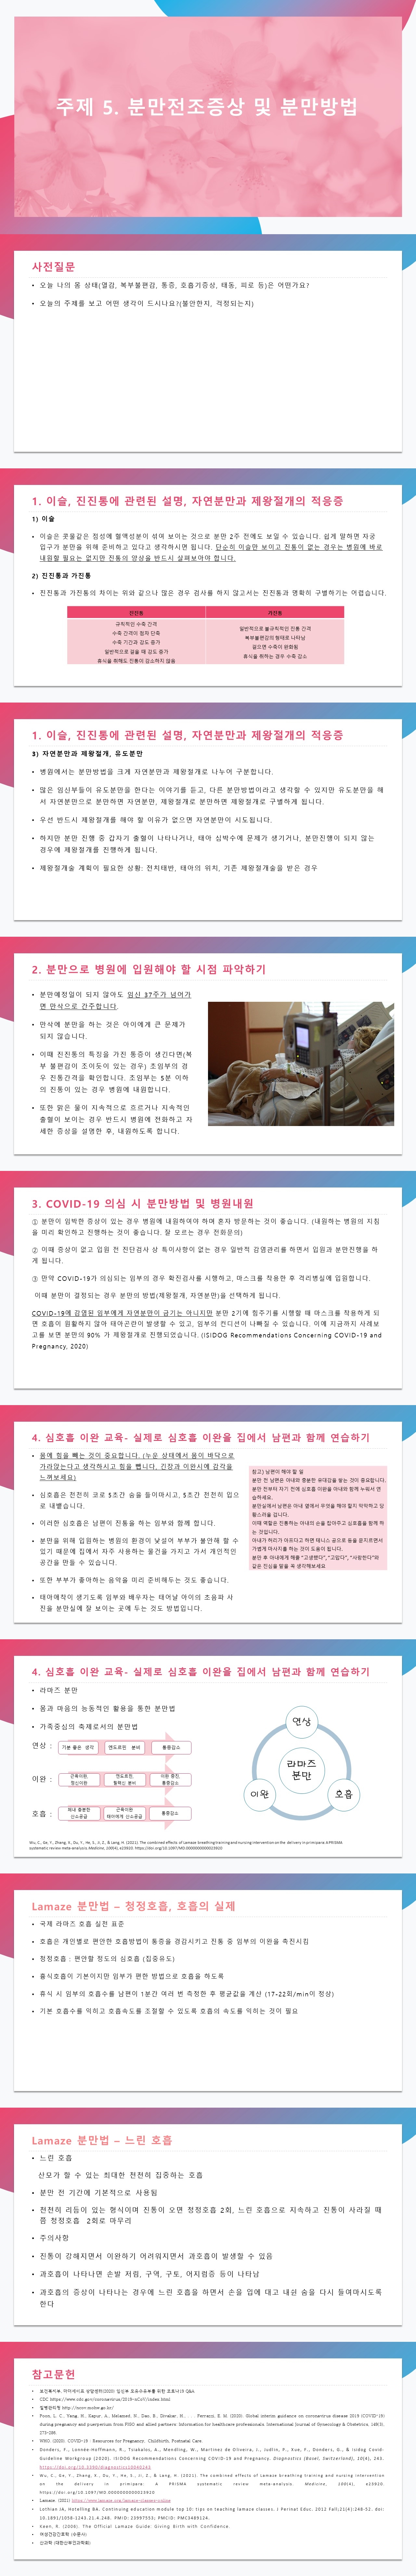 주제 5. 분만전조증상 및 분만방법
사전질문
• 오늘 나의 몸 상태(열감, 복부불편감, 통증, 호흡기증상, 태동, 피로 등)은 어떤가요?
• 오늘의 주제를 보고 어떤 생각이 드시나요?(불안한지, 걱정되는지)
1. 이슬, 진진통에 관련된 설명, 자연분만과 제왕절개의 적응증
1) 이슬
• 이슬은 콧물같은 점성에 혈액성분이 섞여 보이는 것으로 분만 2주 전에도 보일 수 있습니다. 쉽게 말하면 자궁
입구가 분만을 위해 준비하고 있다고 생각하시면 됩니다. 단순히 이슬만 보이고 진통이 없는 경우는 병원에 바로
내원할 필요는 없지만 진통의 양상을 반드시 살펴보아야 합니다.
2) 진진통과 가진통
• 진진통과 가진통의 차이는 위와 같으나 많은 경우 검사를 하지 않고서는 진진통과 명확히 구별하기는 어렵습니다.
진진통 가진통
규칙적인 수축 간격
수축 간격이 점차 단축
수축 기간과 강도 증가
일반적으로 걸을 때 강도 증가
휴식을 취해도 진통이 감소하지 않음
일반적으로 불규칙적인 진통 간격
복부불편감의 형태로 나타남
걸으면 수축이 완화됨
휴식을 취하는 경우 수축 감소
1. 이슬, 진진통에 관련된 설명, 자연분만과 제왕절개의 적응증
3) 자연분만과 제왕절개, 유도분만
• 병원에서는 분만방법을 크게 자연분만과 제왕절개로 나누어 구분합니다.
• 많은 임신부들이 유도분만을 한다는 이야기를 듣고, 다른 분만방법이라고 생각할 수 있지만 유도분만을 해
서 자연분만으로 분만하면 자연분만, 제왕절개로 분만하면 제왕절개로 구별하게 됩니다.
• 우선 반드시 제왕절개를 해야 할 이유가 없으면 자연분만이 시도됩니다.
• 하지만 분만 진행 중 갑자기 출혈이 나타나거나, 태아 심박수에 문제가 생기거나, 분만진행이 되지 않는
경우에 제왕절개를 진행하게 됩니다.
• 제왕절개술 계획이 필요한 상황: 전치태반, 태아의 위치, 기존 제왕절개술을 받은 경우
2. 분만으로 병원에 입원해야 할 시점 파악하기
• 분만예정일이 되지 않아도 임신 37주가 넘어가
면 만삭으로 간주합니다.
• 만삭에 분만을 하는 것은 아이에게 큰 문제가
되지 않습니다.
• 이때 진진통의 특징을 가진 통증이 생긴다면(복
부 불편감이 조이듯이 있는 경우) 초임부의 경
우 진통간격을 확인합니다. 초임부는 5분 이하
의 진통이 있는 경우 병원에 내원합니다.
• 또한 맑은 물이 지속적으로 흐르거나 지속적인
출혈이 보이는 경우 반드시 병원에 전화하고 자
세한 증상을 설명한 후, 내원하도록 합니다.
3. COVID-19 의심 시 분만방법 및 병원내원
① 분만이 임박한 증상이 있는 경우 병원에 내원하여야 하며 혼자 방문하는 것이 좋습니다. (내원하는 병원의 지침
을 미리 확인하고 진행하는 것이 좋습니다. 잘 모르는 경우 전화문의)
② 이때 증상이 없고 입원 전 진단검사 상 특이사항이 없는 경우 일반적 감염관리를 하면서 입원과 분만진행을 하
게 됩니다.
③ 만약 COVID-19가 의심되는 임부의 경우 확진검사를 시행하고, 마스크를 착용한 후 격리병실에 입원합니다.
이때 분만이 결정되는 경우 분만의 방법(제왕절개, 자연분만)을 선택하게 됩니다.
COVID-19에 감염된 임부에게 자연분만이 금기는 아니지만 분만 2기에 힘주기를 시행할 때 마스크를 착용하게 되
면 호흡이 원활하지 않아 태아곤란이 발생할 수 있고, 임부의 컨디션이 나빠질 수 있습니다. 이에 지금까지 사례보
고를 보면 분만의 90% 가 제왕절개로 진행되었습니다. (ISIDOG Recommendations Concerning COVID-19 and
Pregnancy, 2020)
4. 심호흡 이완 교육- 실제로 심호흡 이완을 집에서 남편과 함께 연습하기
• 몸에 힘을 빼는 것이 중요합니다. (누운 상태에서 몸이 바닥으로
가라앉는다고 생각하시고 힘을 뺍니다. 긴장과 이완시에 감각을
느껴보세요)
• 심호흡은 천천히 코로 5초간 숨을 들이마시고, 5초간 천천히 입으
로 내뱉습니다.
• 이러한 심호흡은 남편이 진통을 하는 임부와 함께 합니다.
• 분만을 위해 입원하는 병원의 환경이 낯설어 부부가 불안해 할 수
있기 때문에 집에서 자주 사용하는 물건을 가지고 가서 개인적인
공간을 만들 수 있습니다.
• 또한 부부가 좋아하는 음악을 미리 준비해두는 것도 좋습니다.
• 태아애착이 생기도록 임부와 배우자는 태어날 아이의 초음파 사
진을 분만실에 잘 보이는 곳에 두는 것도 방법입니다.
참고) 남편이 해야 할 일
분만 전 남편은 아내와 충분한 유대감을 쌓는 것이 중요합니다.
분만 전부터 자기 전에 심호흡 이완을 아내와 함께 누워서 연
습하세요.
분만실에서 남편은 아내 옆에서 무엇을 해야 할지 막막하고 당
황스러울 겁니다.
이때 역할은 진통하는 아내의 손을 잡아주고 심호흡을 함께 하
는 것입니다.
아내가 허리가 아프다고 하면 테니스 공으로 등을 문지르면서
가볍게 마사지를 하는 것이 도움이 됩니다.
분만 후 아내에게 해줄 "고생했다", "고맙다", "사랑한다"와
같은 진심을 말을 꼭 생각해보세요
4. 심호흡 이완 교육- 실제로 심호흡 이완을 집에서 남편과 함께 연습하기
• 라마즈 분만
• 몸과 마음의 능동적인 활용을 통한 분만법
• 가족중심의 축제로서의 분만법
연상 : 기분 좋은 생각 엔도르핀 분비 통증감소
이완 : 근육이완, 정신이완 엔도르핀, 젤렉신 분비 이완 증진, 통증감소
호흡 : 체내 충분한 산소공급 근육이완 태아에게 산소공급 통증감소
연상
라마즈
분만
이완
호흡
Wu, C., Ge, Y., Zhang, X., Du, Y., He, S., Ji, Z., & Lang, H. (2021). The combined effects of Lamaze breathing training and nursing intervention on the delivery in primipara: A PRISMA
systematic review meta-analysis. Medicine, 100(4), e23920. https://doi.org/10.1097/MD.0000000000023920
Lamaze 분만법 – 청정호흡, 호흡의 실제
• 국제 라마즈 호흡 실전 표준
• 호흡은 개인별로 편안한 호흡방법이 통증을 경감시키고 진통 중 임부의 이완을 촉진시킴
• 청정호흡 : 편안할 정도의 심호흡 (집중유도)
• 흉식호흡이 기본이지만 임부가 편한 방법으로 호흡을 하도록
• 휴식 시 임부의 호흡수를 남편이 1분간 여러 번 측정한 후 평균값을 계산 (17-22회/min이 정상)
• 기본 호흡수를 익히고 호흡속도를 조절할 수 있도록 호흡의 속도를 익히는 것이 필요
Lamaze 분만법 – 느린 호흡
• 느린 호흡
산모가 할 수 있는 최대한 천천히 집중하는 호흡
• 분만 전 기간에 기본적으로 사용됨
• 천천히 리듬이 있는 형식이며 진통이 오면 청정호흡 2회, 느린 호흡으로 지속하고 진통이 사라질 때
쯤 청정호흡 2회로 마무리
• 주의사항
• 진통이 강해지면서 이완하기 어려워지면서 과호흡이 발생할 수 있음
• 과호흡이 나타나면 손발 저림, 구역, 구토, 어지럼증 등이 나타남
• 과호흡의 증상이 나타나는 경우에 느린 호흡을 하면서 손을 입에 대고 내쉰 숨을 다시 들여마시도록
한다
참고문헌
• 보건복지부, 마더세이프 상담센터(2020) 임신부 모유수유부를 위한 코로나19 Q&A
• CDC https://www.cdc.gov/coronavirus/2019-nCoV/index.html
• 질병관리청 http://ncov.mohw.go.kr/
• Poon, L. C., Yang, H., Kapur, A., Melamed, N., Dao, B., Divakar, H., . . . Ferrazzi, E. M. (2020). Global interim guidance on coronavirus disease 2019 (COVID‐19)
during pregnancy and puerperium from FIGO and allied partners: Information for healthcare professionals. International Journal of Gynecology & Obstetrics, 149(3),
273-286.
• WHO. (2020). COVID-19 : Resources for Pregnancy, Childbirth, Postnatal Care
• Donders, F., Lonnée-Hoffmann, R., Tsiakalos, A., Mendling, W., Martinez de Oliveira, J., Judlin, P., Xue, F., Donders, G., & Isidog Covid-
Guideline Workgroup (2020). ISIDOG Recommendations Concerning COVID-19 and Pregnancy. Diagnostics (Basel, Switzerland), 10(4), 243.
https://doi.org/10.3390/diagnostics10040243
• Wu, C., Ge, Y., Zhang, X., Du, Y., He, S., Ji, Z., & Lang, H. (2021). The combined effects of Lamaze breathing training and nursing intervention
on the delivery in primipara: A PRISMA systematic review meta-analysis. Medicine, 100(4), e23920.
https://doi.org/10.1097/MD.0000000000023920
• Lamaze. (2021) https://www.lamaze.org/lamaze-classes-online
• Lothian JA, Hotelling BA. Continuing education module top 10: tips on teaching lamaze classes. J Perinat Educ. 2012 Fall;21(4):248-52. doi:
10.1891/1058-1243.21.4.248. PMID: 23997553; PMCID: PMC3489124.
• Keen, R. (2006). The Official Lamaze Guide: Giving Birth with Confidence.
• 여성건강간호학 (수문사)
• 산과학 (대한산부인과학회)